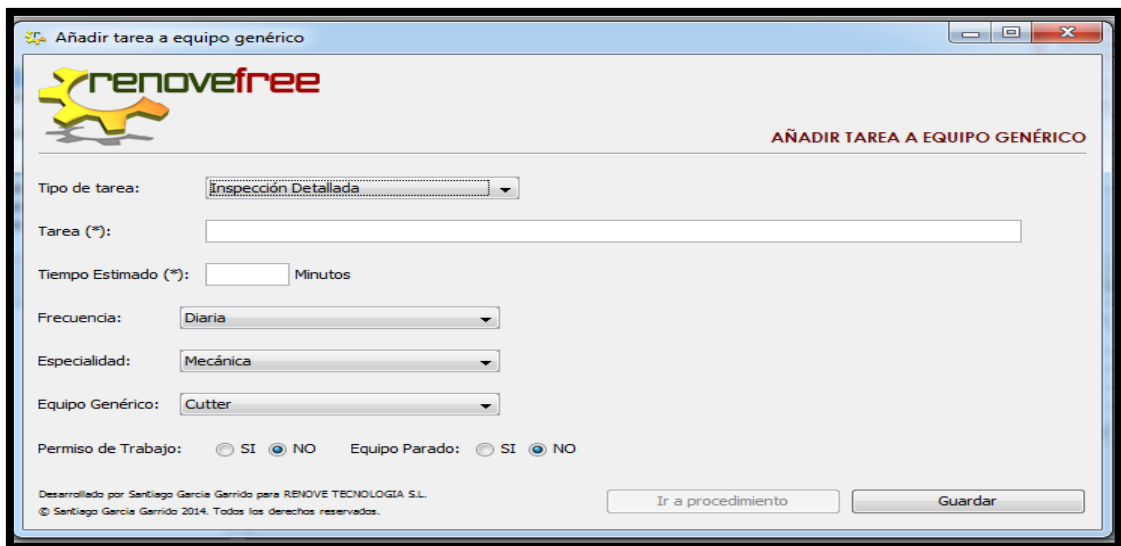 Añadir tarea a equipo genérico
renovefree
AÑADIR TAREA A EQUIPO GENÉRICO
Tipo de tarea: Inspección Detallada
Tarea (*):
Tiempo Estimado (*): Minutos
Frecuencia: Diaria
Especialidad: Mecánica
Equipo Genérico: Cutter
Permiso de Trabajo: SI NO Equipo Parado: SI NO
Desarrollado por Santiago Garcia Garrido para RENOVE TECNOLOGIA S.L.
© Santiago Garcia Garrido 2014. Todos los derechos reservados.
Ir a procedimiento Guardar